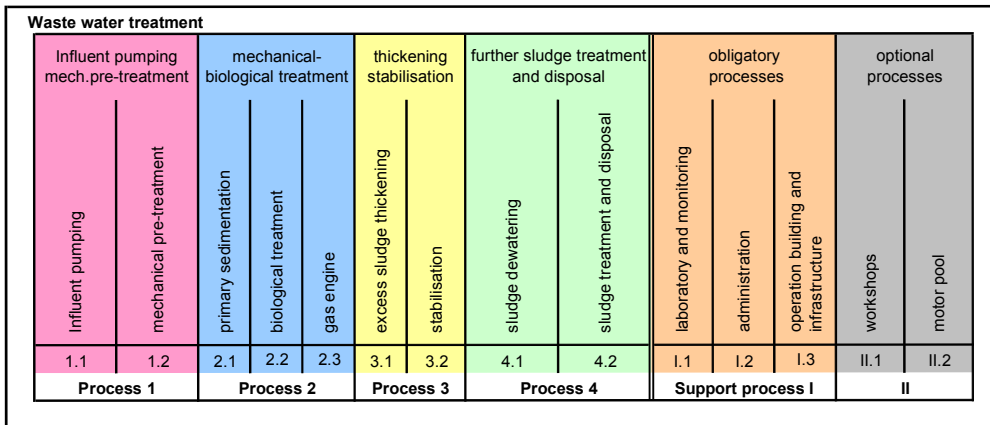 Waste water treatment
Influent pumping
mech.pre-treatment
mechanical-
biological treatment
thickening
stabilisation
further sludge treatment
and disposal
obligatory
processes
optional
processes
Influent pumping
mechanical pre-treatment
primary sedimentation
biological treatment
gas engine
excess sludge thickening
stabilisation
sludge dewatering
sludge treatment and disposal
laboratory and monitoring
administration
operation building and
infrastructure
workshops
motor pool
1.1 1.2 2.1 2.2 2.3 3.1 3.2 4.1 4.2 I.1 I.2 I.3 II.1 II.2
Process 1 Process 2 Process 3 Process 4 Support process I II